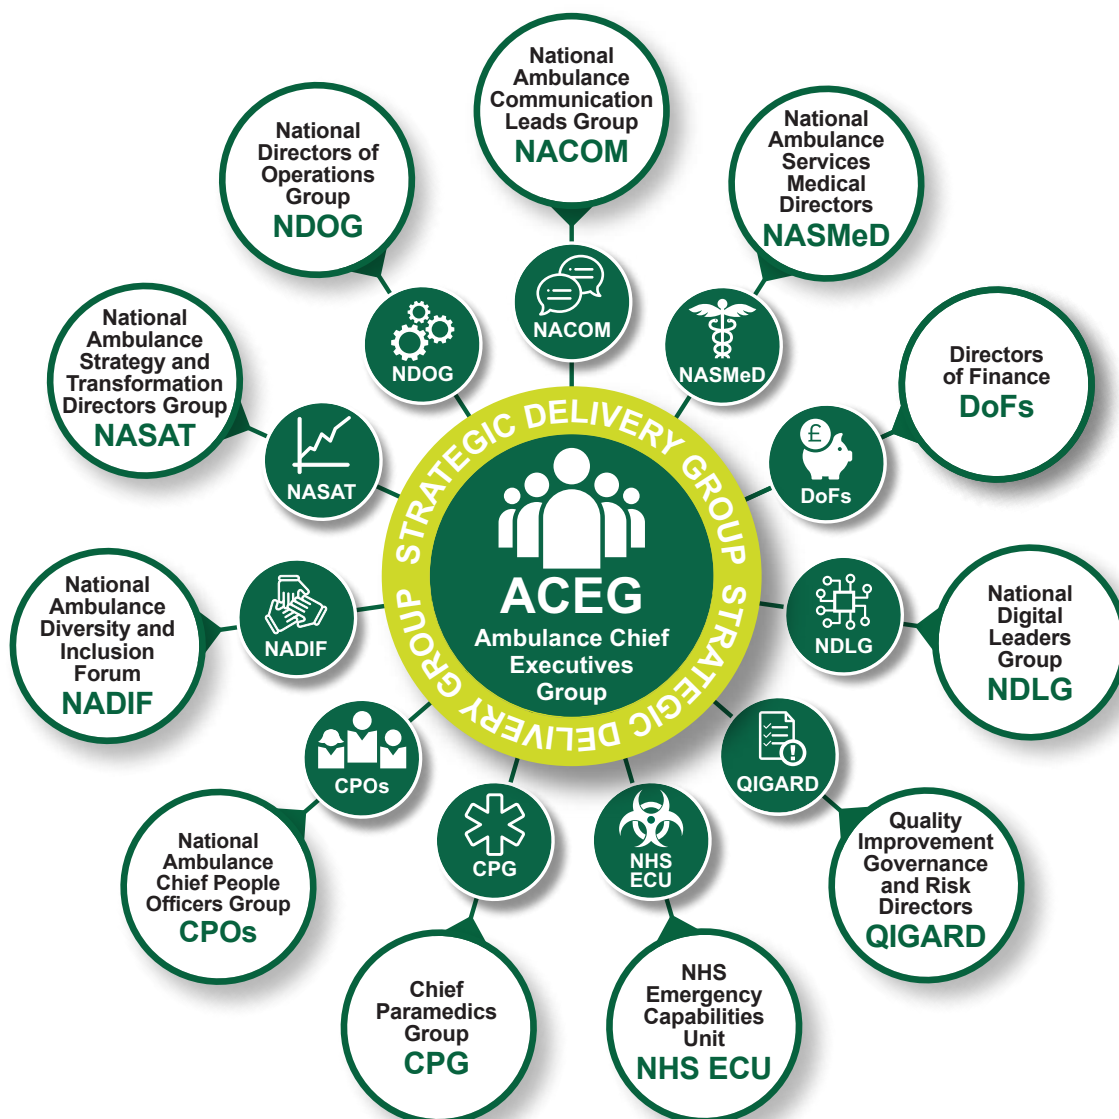 National
Ambulance
Communication
Leads Group
NACOM
NACOM
National
Ambulance
Services
Medical
Directors
NASMeD
NASMeD
Directors
of Finance
DoFs
DoFs
National
Digital
Leaders
Group
NDLG
NDLG
Quality
Improvement
Governance
and Risk
Directors
QIGARD
QIGARD
NHS
Emergency
Capabilities
Unit
NHS ECU
NHS
ECU
Chief
Paramedics
Group
CPG
CPG
National
Ambulance
Chief People
Officers Group
CPOs
CPOs
National
Ambulance
Diversity and
Inclusion
Forum
NADIF
NADIF
National
Ambulance
Strategy and
Transformation
Directors Group
NASAT
NASAT
National
Directors of
Operations
Group
NDOG
NDOG
STRATEGIC DELIVERY GROUP
STRATEGIC DELIVERY GROUP
ACEG
Ambulance Chief
Executives
Group
£